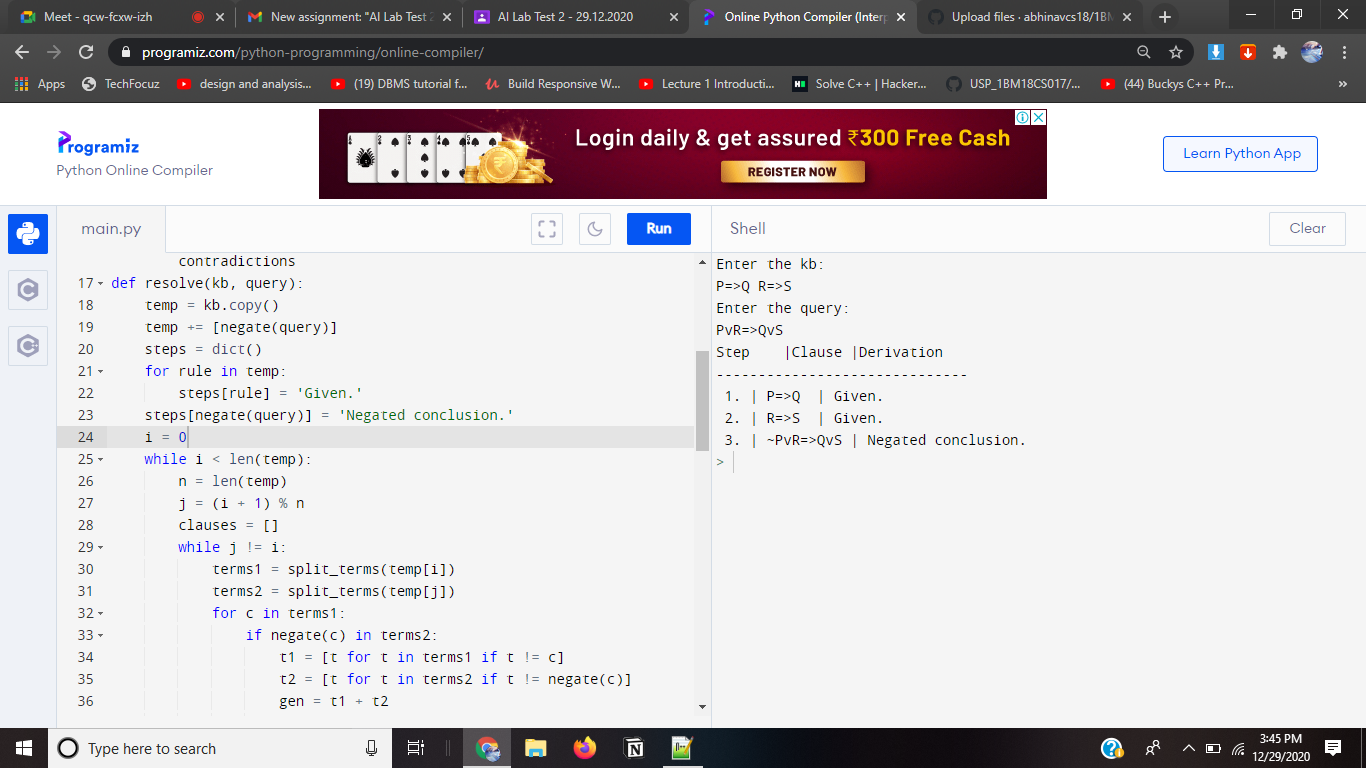 Meet - qcw-fcxw-izh
New assignment: "AI Lab Test 2
AI Lab Test 2 - 29.12.2020
Online Python Compiler (Interp
Upload files · abhinavcs18/1BM
programiz.com/python-programming/online-compiler/
Apps
TechFocuz
design and analysis...
(19) DBMS tutorial f...
Build Responsive W...
Lecture 1 Introducti...
Solve C++ | Hacker...
USP_1BM18CS017/...
(44) Buckys C++ Pr...
»
Programiz
Python Online Compiler
Login daily & get assured ₹300 Free Cash
REGISTER NOW
Learn Python App
main.py
Run
Shell
Clear
contradictions
17 def resolve(kb, query):
18 temp = kb.copy()
19 temp += [negate(query)]
20 steps = dict()
21 for rule in temp:
22 steps[rule] = 'Given.'
23 steps[negate(query)] = 'Negated conclusion.'
24 i = 0
25 while i < len(temp):
26 n = len(temp)
27 j = (i + 1) % n
28 clauses = []
29 while j != i:
30 terms1 = split_terms(temp[i])
31 terms2 = split_terms(temp[j])
32 for c in terms1:
33 if negate(c) in terms2:
34 t1 = [t for t in terms1 if t != c]
35 t2 = [t for t in terms2 if t != negate(c)]
36 gen = t1 + t2
Enter the kb:
P=>Q R=>S
Enter the query:
PvR=>QvS
Step |Clause |Derivation
------------------------------
1. | P=>Q | Given.
2. | R=>S | Given.
3. | ~PvR=>QvS | Negated conclusion.
>
Type here to search
3:45 PM
12/29/2020